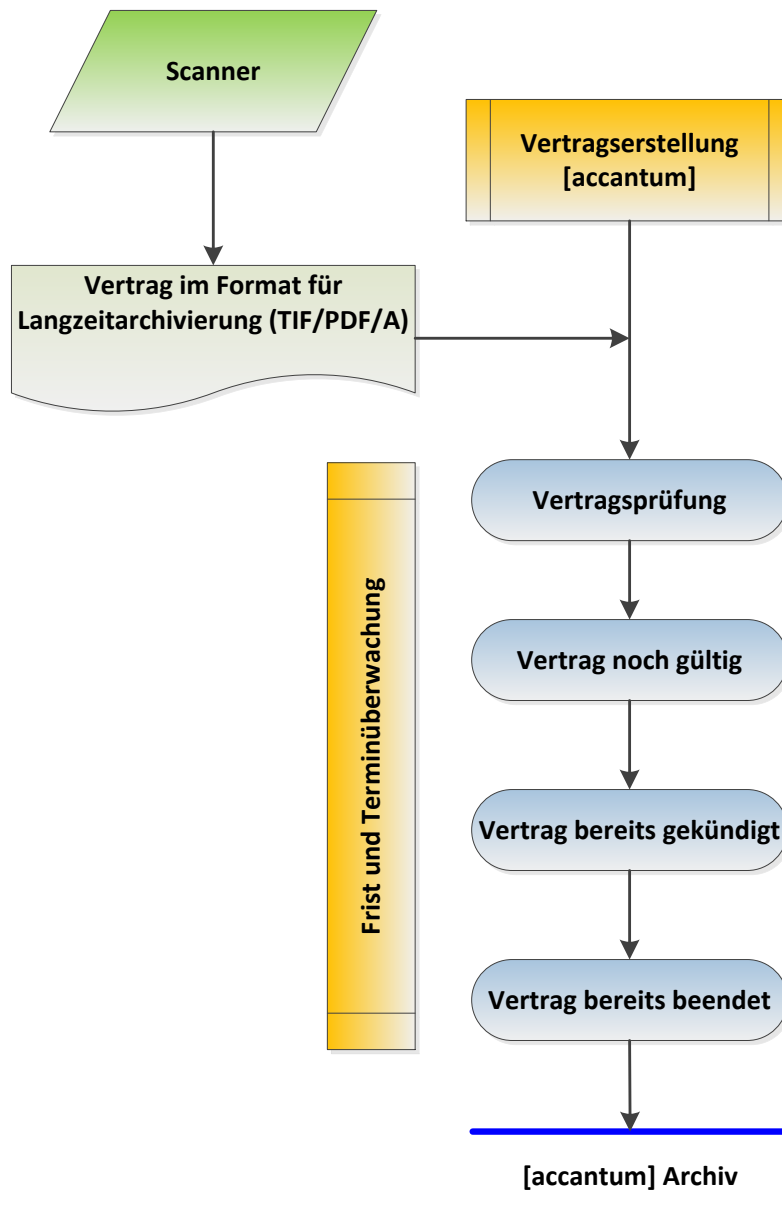 Scanner
Vertragserstellung
[accantum]
Vertrag im Format für
Langzeitarchivierung (TIF/PDF/A)
Vertragsprüfung
Vertrag noch gültig
Frist und Terminüberwachung
Vertrag bereits gekündigt
Vertrag bereits beendet
[accantum] Archiv